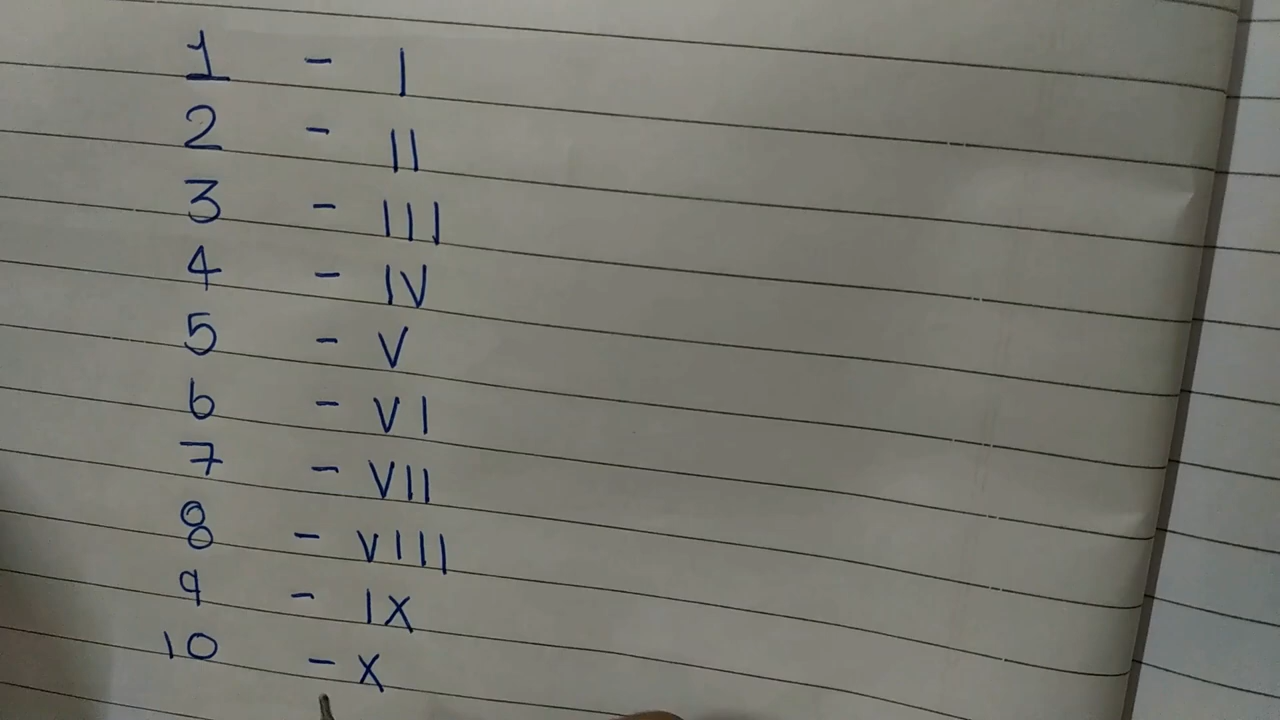 1 - I
2 - II
3 - III
4 - IV
5 - V
6 - VI
7 - VII
8 - VIII
9 - IX
10 - X